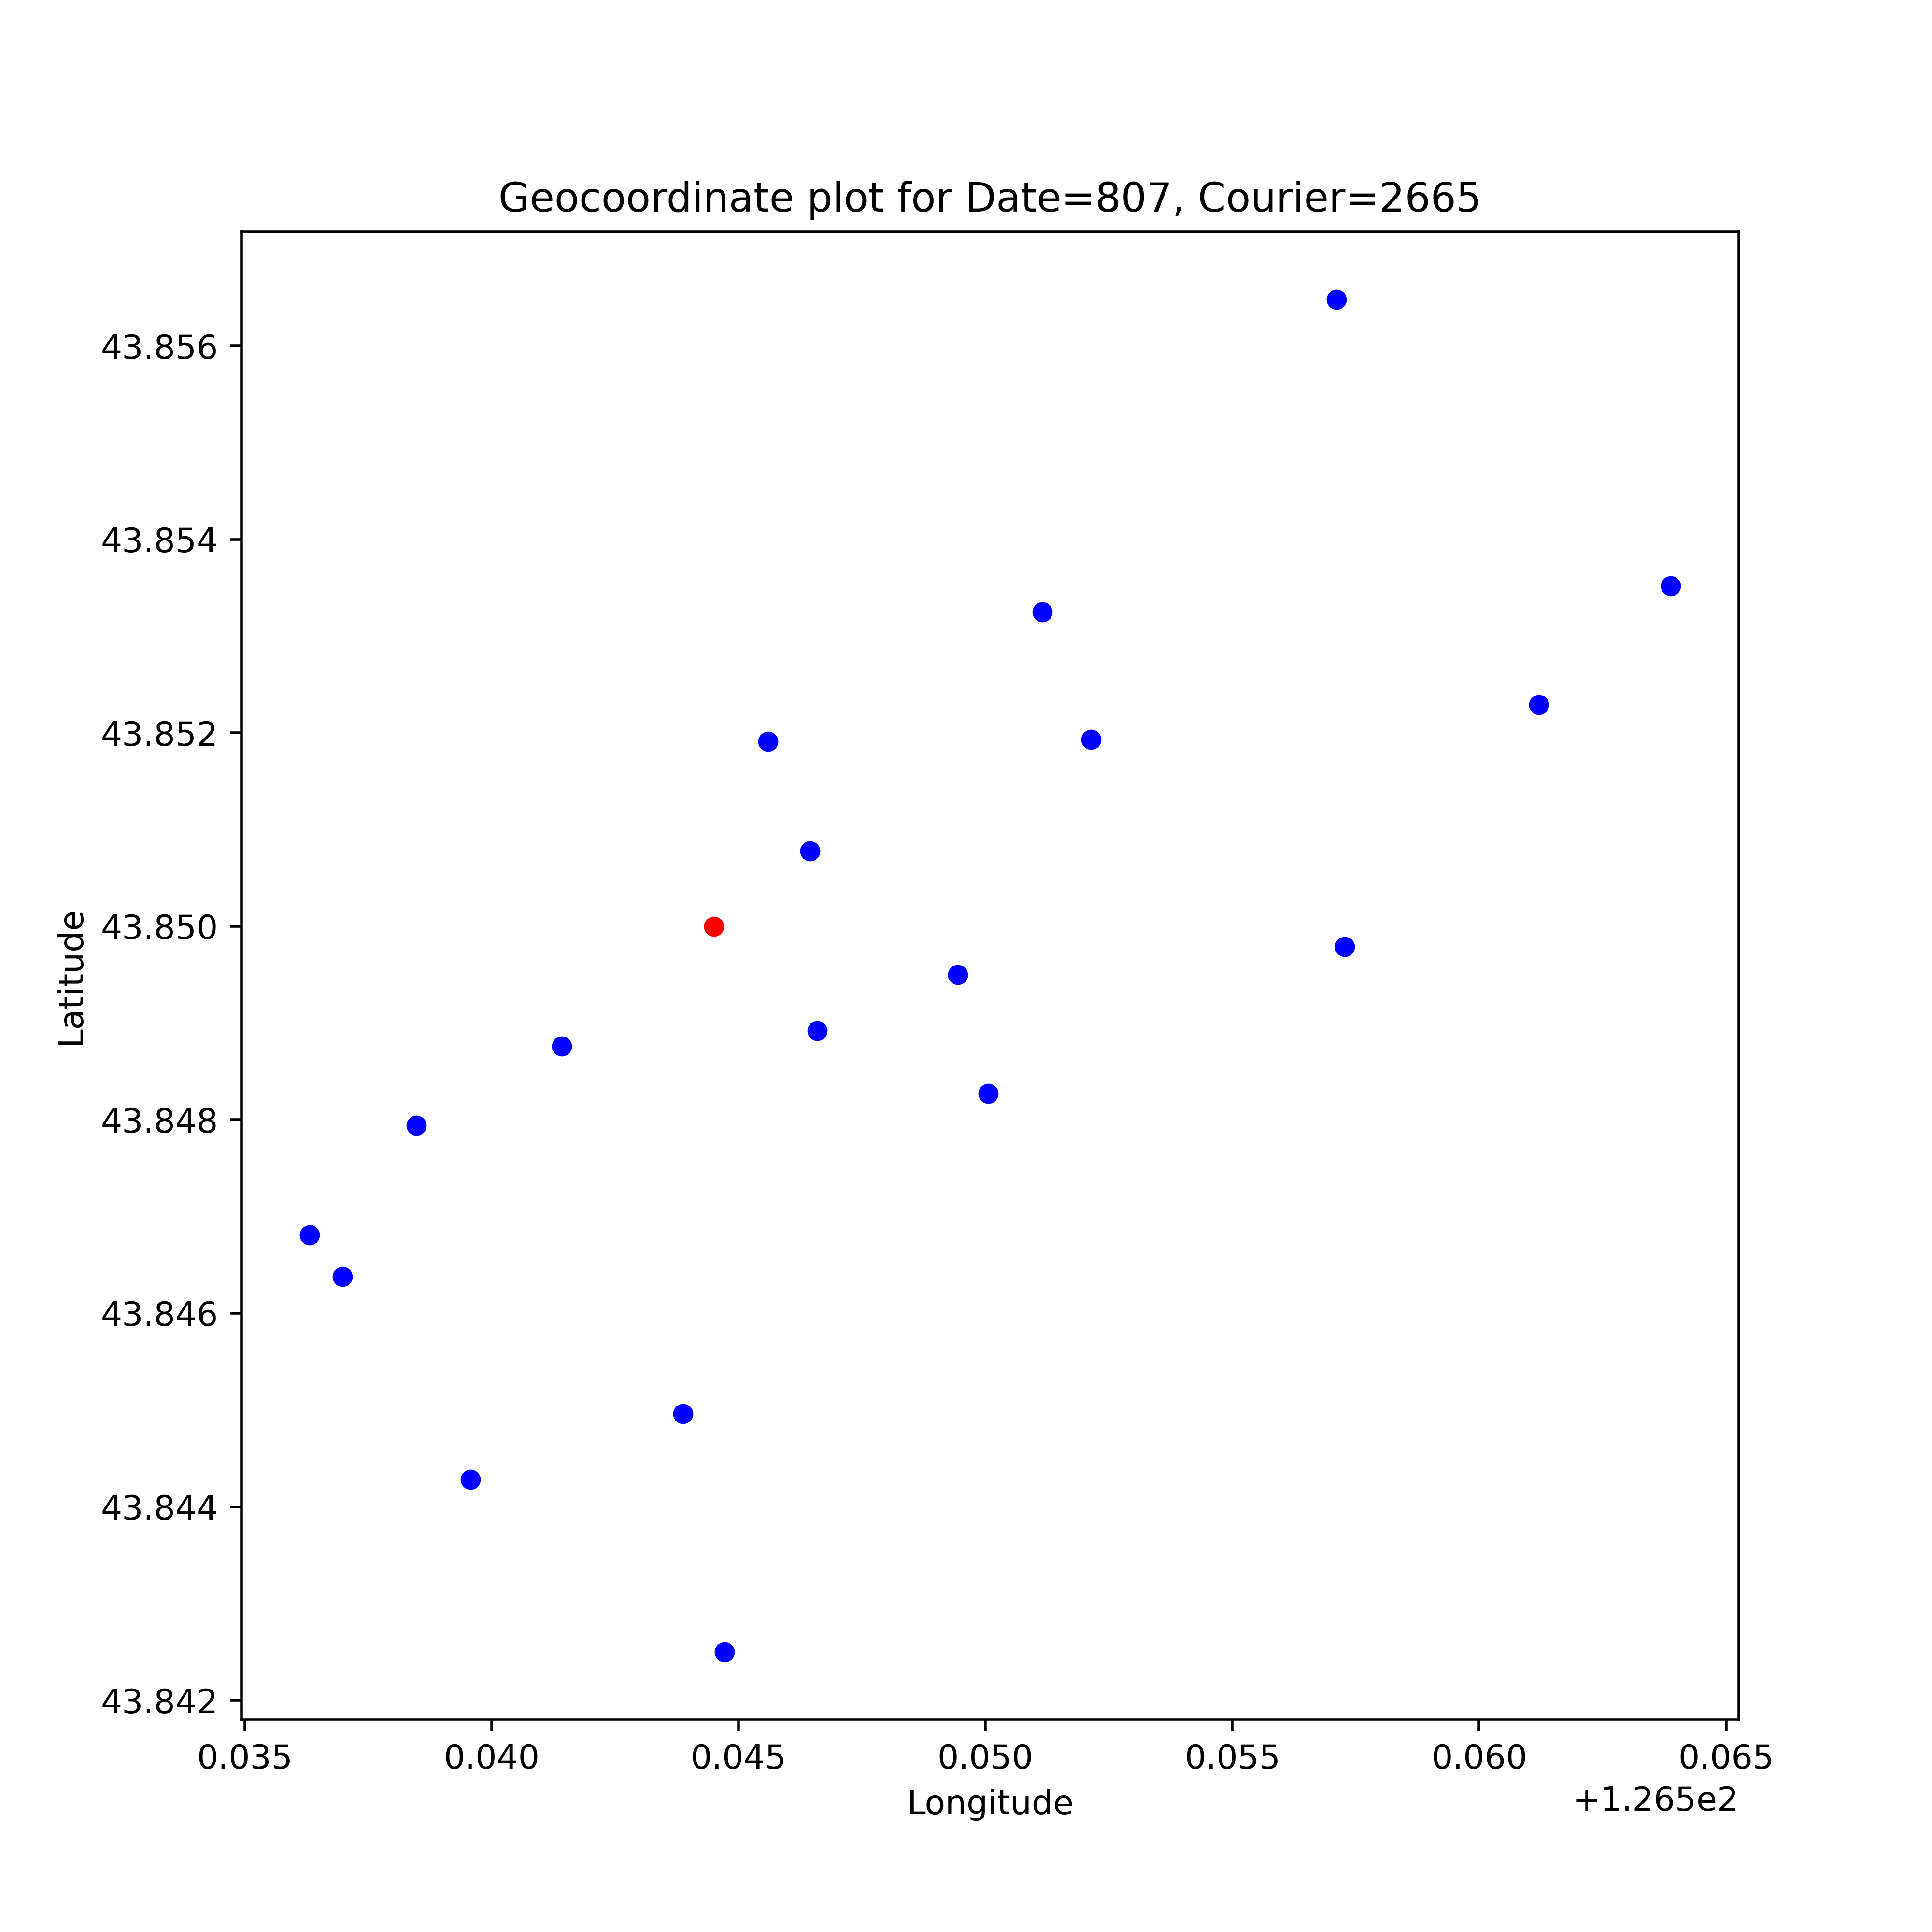 Geocoordinate plot for Date=807, Courier=2665
43.856
43.854
43.852
43.850
43.848
43.846
43.844
43.842
Latitude
0.035 0.040 0.045 0.050 0.055 0.060 0.065
+1.265e2
Longitude